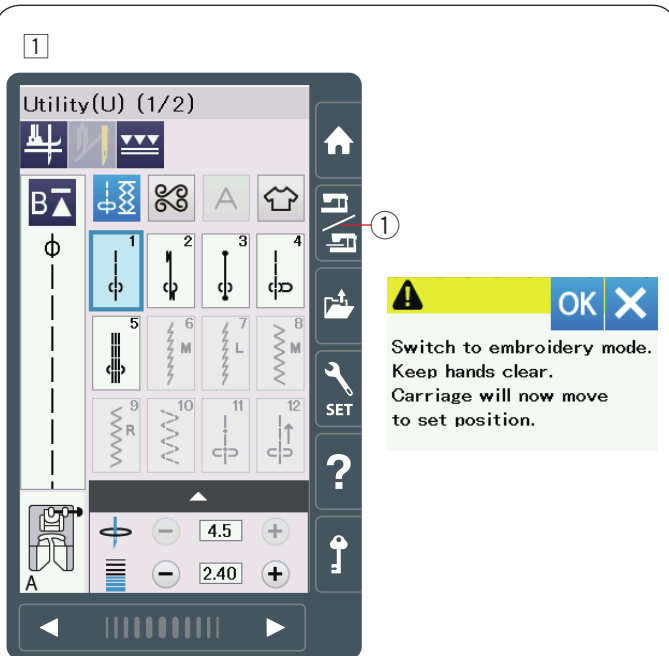 1
Utility(U) (1/2)
B
A
1
2
3
4
1
5
6
M
7
L
8
M
OK
Switch to embroidery mode.
Keep hands clear.
Carriage will now move
to set position.
9
R
10
11
12
SET
?
4.5
2.40
A